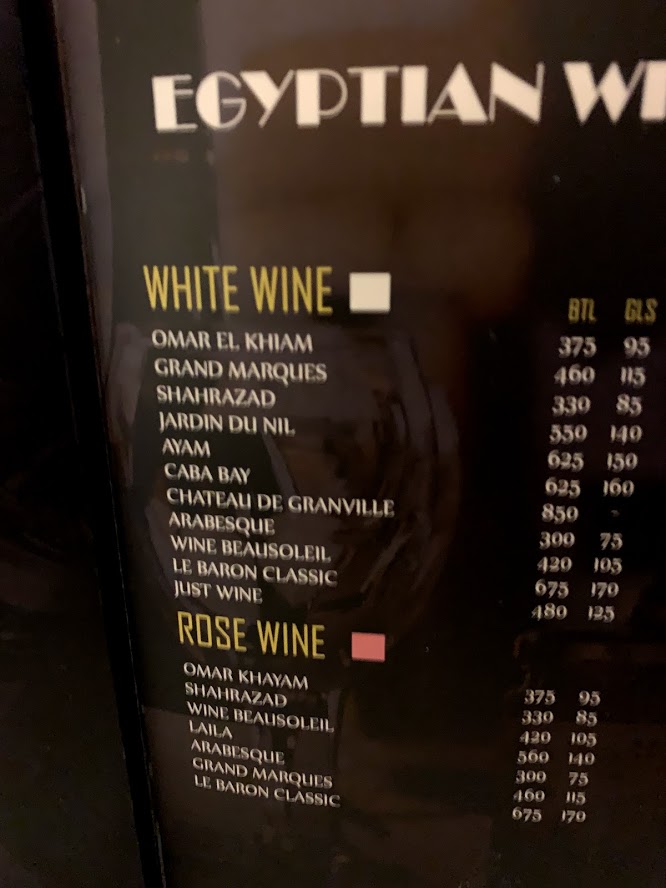 EGYPTIAN WI
WHITE WINE BTL GLS
OMAR EL KHIAM 375 95
GRAND MARQUES 460 115
SHAHRAZAD 330 85
JARDIN DU NIL 550 140
AYAM 625 150
CABA BAY 625 160
CHATEAU DE GRANVILLE 850 -
ARABESQUE 300 75
WINE BEAUSOLEIL 420 105
LE BARON CLASSIC 675 170
JUST WINE 480 125
ROSE WINE
OMAR KHAYAM 375 95
SHAHRAZAD 330 85
WINE BEAUSOLEIL 420 105
LAILA 560 140
ARABESQUE 300 75
GRAND MARQUES 460 115
LE BARON CLASSIC 675 170